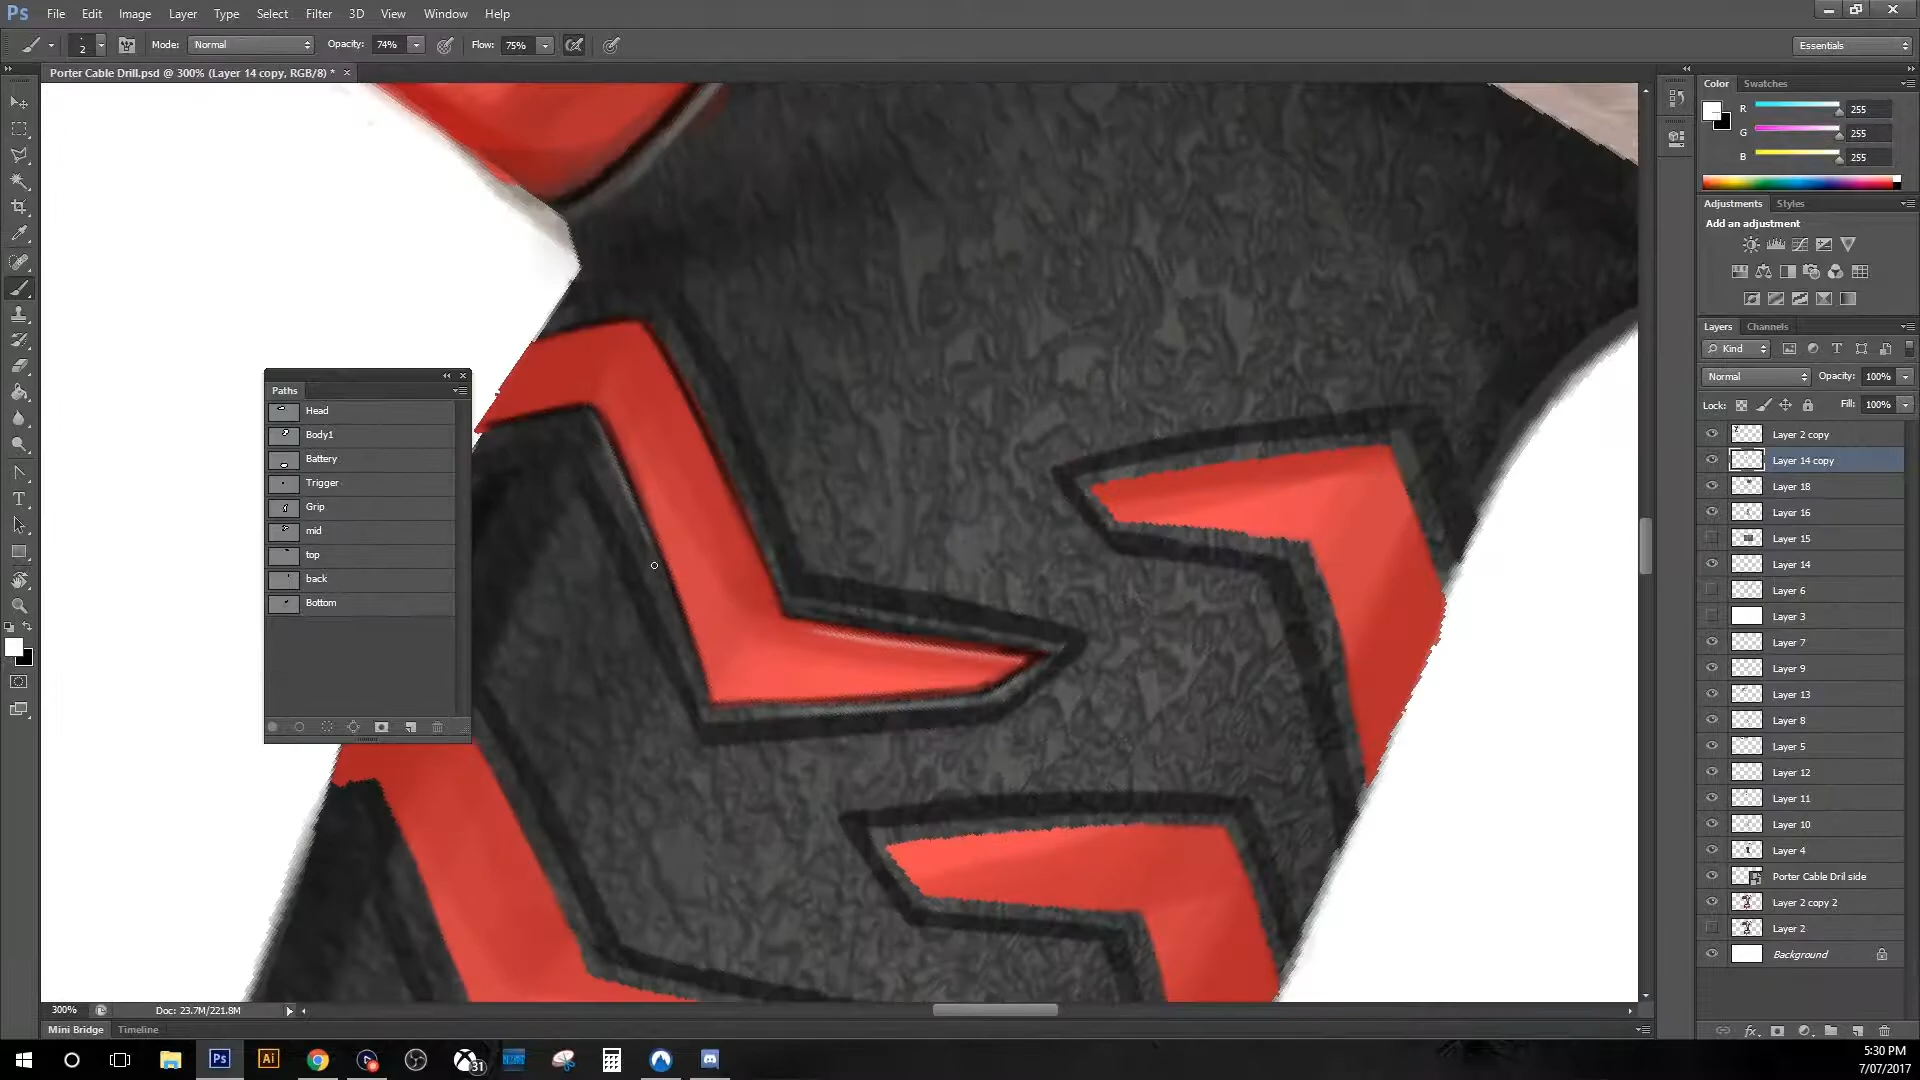 Ps File Edit Image Layer Type Select Filter 3D View Window Help
2 Mode: Normal Opacity: 74% Flow: 75% Essentials
Porter Cable Drill.psd @ 300% (Layer 14 copy, RGB/8) *
Color Swatches
R 255
G 255
B 255
Adjustments Styles
Add an adjustment
Layers Channels
Kind
Normal Opacity: 100%
Lock: Fill: 100%
Layer 2 copy
Layer 14 copy
Layer 18
Layer 16
Layer 15
Layer 14
Layer 6
Layer 3
Layer 7
Layer 9
Layer 13
Layer 8
Layer 5
Layer 12
Layer 11
Layer 10
Layer 4
Porter Cable Dril side
Layer 2 copy 2
Layer 2
Background
Paths
Head
Body1
Battery
Trigger
Grip
mid
top
back
Bottom
300% Doc: 23.7M/221.8M
Mini Bridge Timeline
Ps Ai 31
5:30 PM
7/07/2017